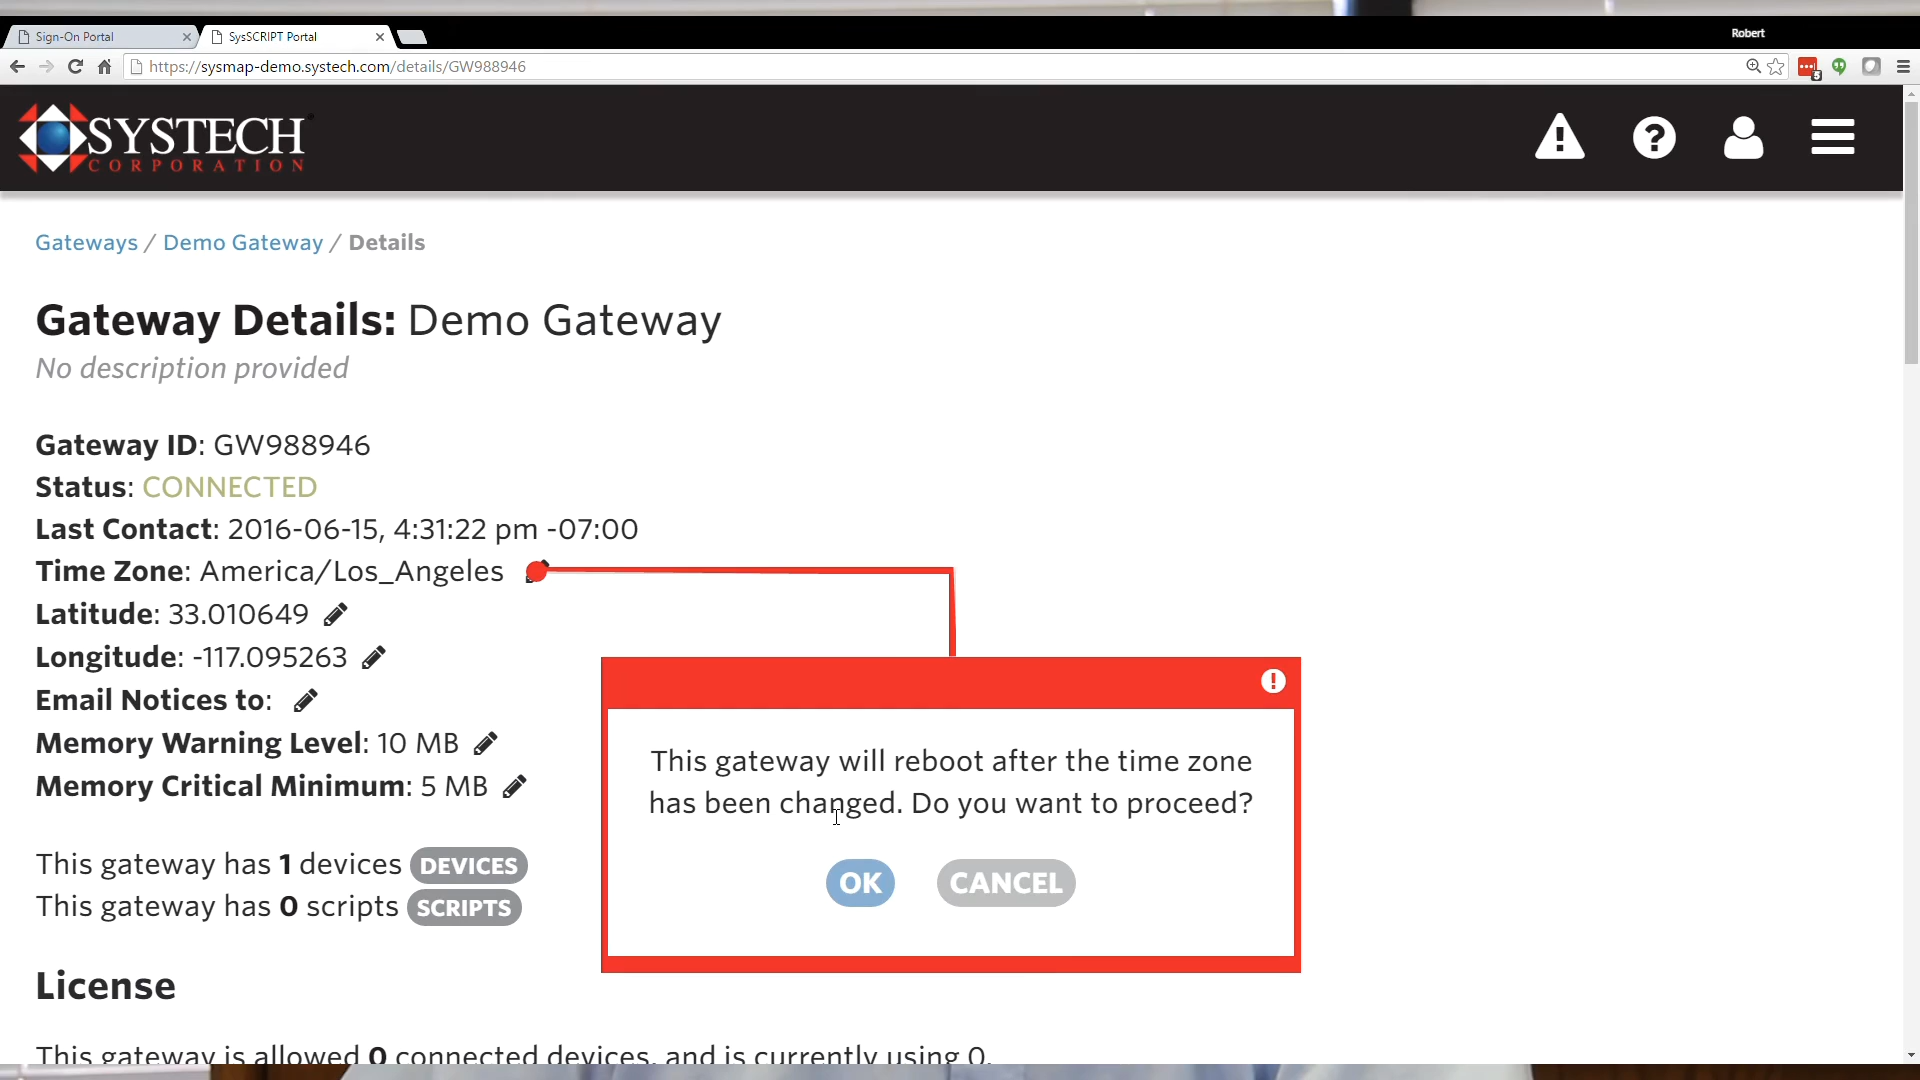 Robert
Sign-On Portal
SysSCRIPT Portal
https://sysmap-demo.systech.com/details/GW988946
5
SYSTECH
CORPORATION
Gateways / Demo Gateway / Details
Gateway Details: Demo Gateway
No description provided
Gateway ID: GW988946
Status: CONNECTED
Last Contact: 2016-06-15, 4:31:22 pm -07:00
Time Zone: America/Los_Angeles
Latitude: 33.010649
Longitude: -117.095263
Email Notices to:
Memory Warning Level: 10 MB
Memory Critical Minimum: 5 MB
This gateway has 1 devices DEVICES
This gateway has 0 scripts SCRIPTS
This gateway will reboot after the time zone
has been changed. Do you want to proceed?
OK CANCEL
License
This gateway is allowed 0 connected devices, and is currently using 0.